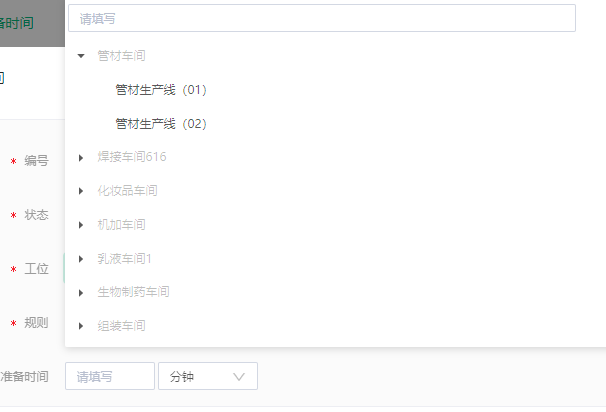 备时间
请填写
管材车间
管材生产线（01）
管材生产线（02）
* 编号
焊接车间616
化妆品车间
* 状态
机加车间
* 工位
乳液车间1
生物制药车间
* 规则
组装车间
准备时间 请填写 分钟